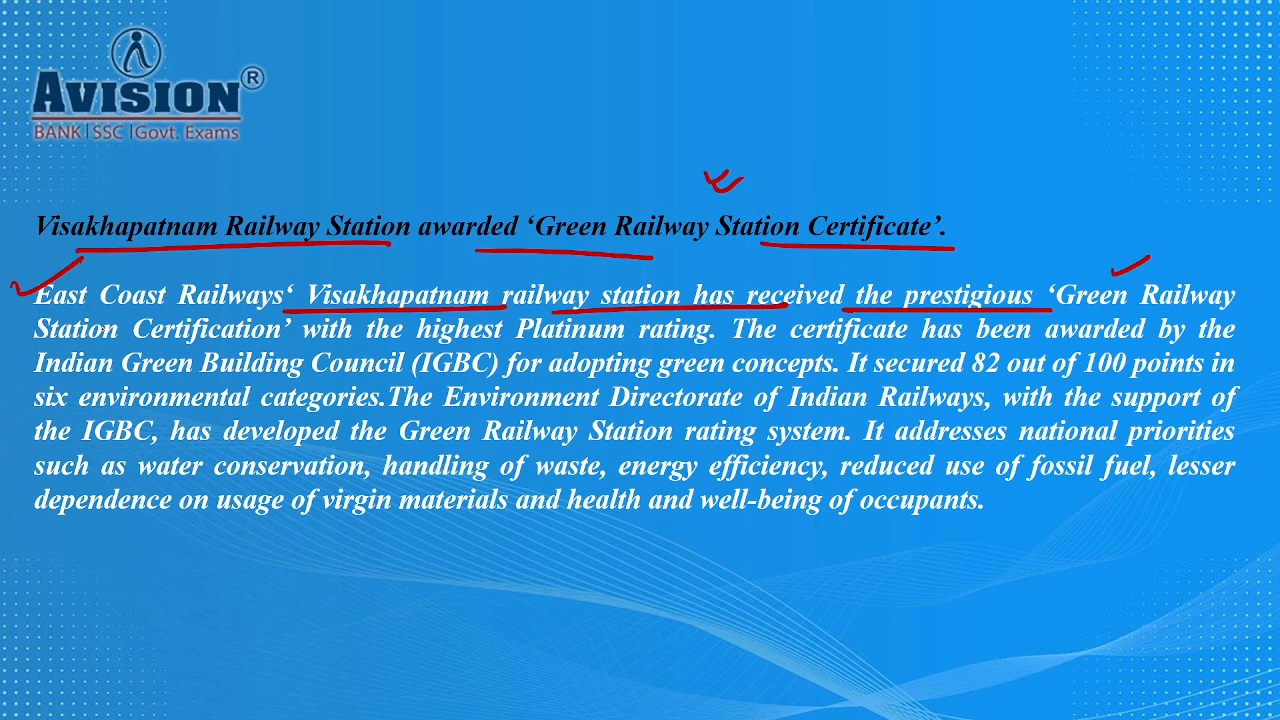 AVISION®
BANK | SSC | Govt. Exams
Visakhapatnam Railway Station awarded ‘Green Railway Station Certificate’.
East Coast Railways‘ Visakhapatnam railway station has received the prestigious ‘Green Railway
Station Certification’ with the highest Platinum rating. The certificate has been awarded by the
Indian Green Building Council (IGBC) for adopting green concepts. It secured 82 out of 100 points in
six environmental categories.The Environment Directorate of Indian Railways, with the support of
the IGBC, has developed the Green Railway Station rating system. It addresses national priorities
such as water conservation, handling of waste, energy efficiency, reduced use of fossil fuel, lesser
dependence on usage of virgin materials and health and well-being of occupants.